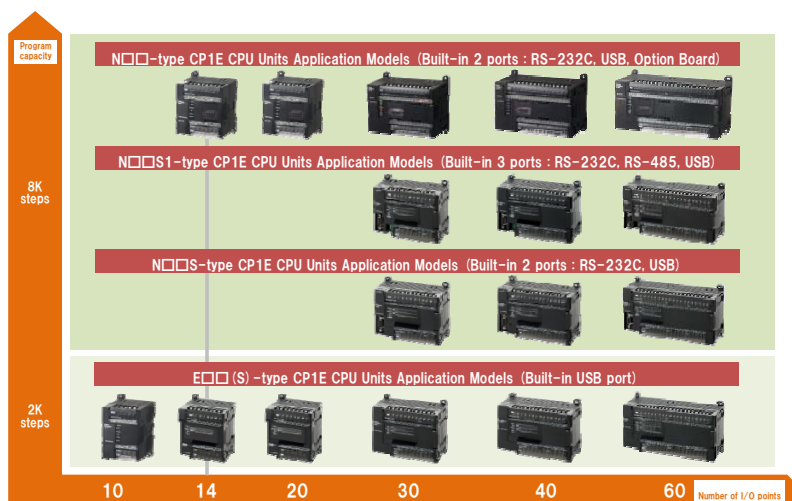 Program
capacity
N□□-type CP1E CPU Units Application Models (Built-in 2 ports : RS-232C, USB, Option Board)
N□□S1-type CP1E CPU Units Application Models (Built-in 3 ports : RS-232C, RS-485, USB)
8K
steps
N□□S-type CP1E CPU Units Application Models (Built-in 2 ports : RS-232C, USB)
E□□(S)-type CP1E CPU Units Application Models (Built-in USB port)
2K
steps
10 14 20 30 40 60 Number of I/O points